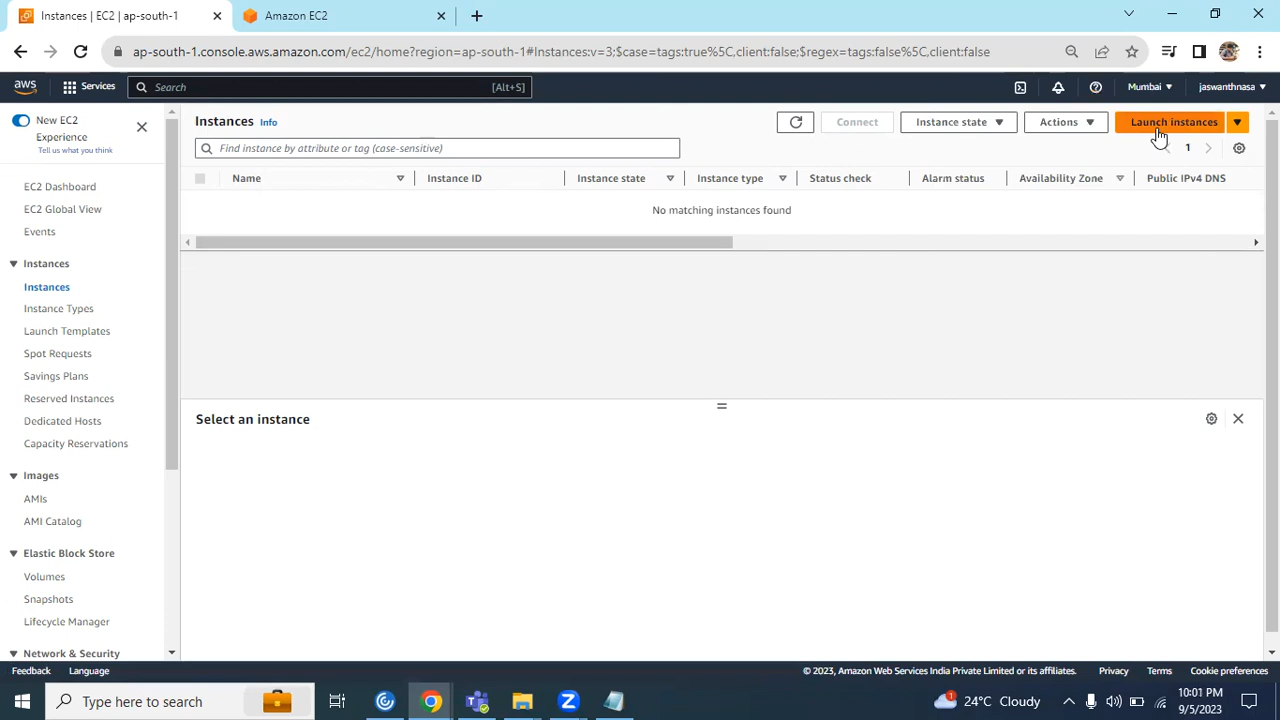 Instances | EC2 | ap-south-1
Amazon EC2
ap-south-1.console.aws.amazon.com/ec2/home?region=ap-south-1#Instances:v=3;$case=tags:true%5C,client:false;$regex=tags:false%5C,client:false
aws
Services
Search
[Alt+S]
Mumbai
jaswanthnasa
New EC2
Experience
Tell us what you think
EC2 Dashboard
EC2 Global View
Events
Instances
Instances
Instance Types
Launch Templates
Spot Requests
Savings Plans
Reserved Instances
Dedicated Hosts
Capacity Reservations
Images
AMIs
AMI Catalog
Elastic Block Store
Volumes
Snapshots
Lifecycle Manager
Network & Security
Instances Info
Connect
Instance state
Actions
Launch instances
Find instance by attribute or tag (case-sensitive)
1
Name
Instance ID
Instance state
Instance type
Status check
Alarm status
Availability Zone
Public IPv4 DNS
No matching instances found
Select an instance
Feedback
Language
© 2023, Amazon Web Services India Private Limited or its affiliates.
Privacy
Terms
Cookie preferences
Type here to search
1
24°C Cloudy
10:01 PM
9/5/2023